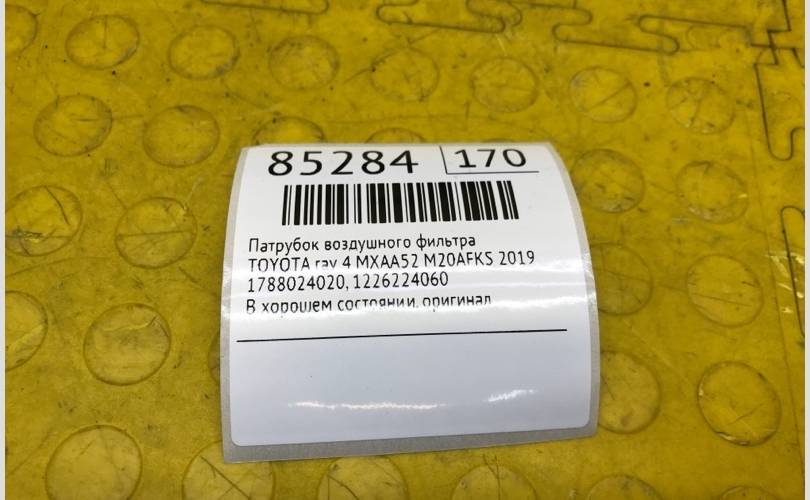 85284 170
Патрубок воздушного фильтра
TOYOTA rav 4 MXAA52 M20AFKS 2019
1788024020, 1226224060
В хорошем состоянии, оригинал